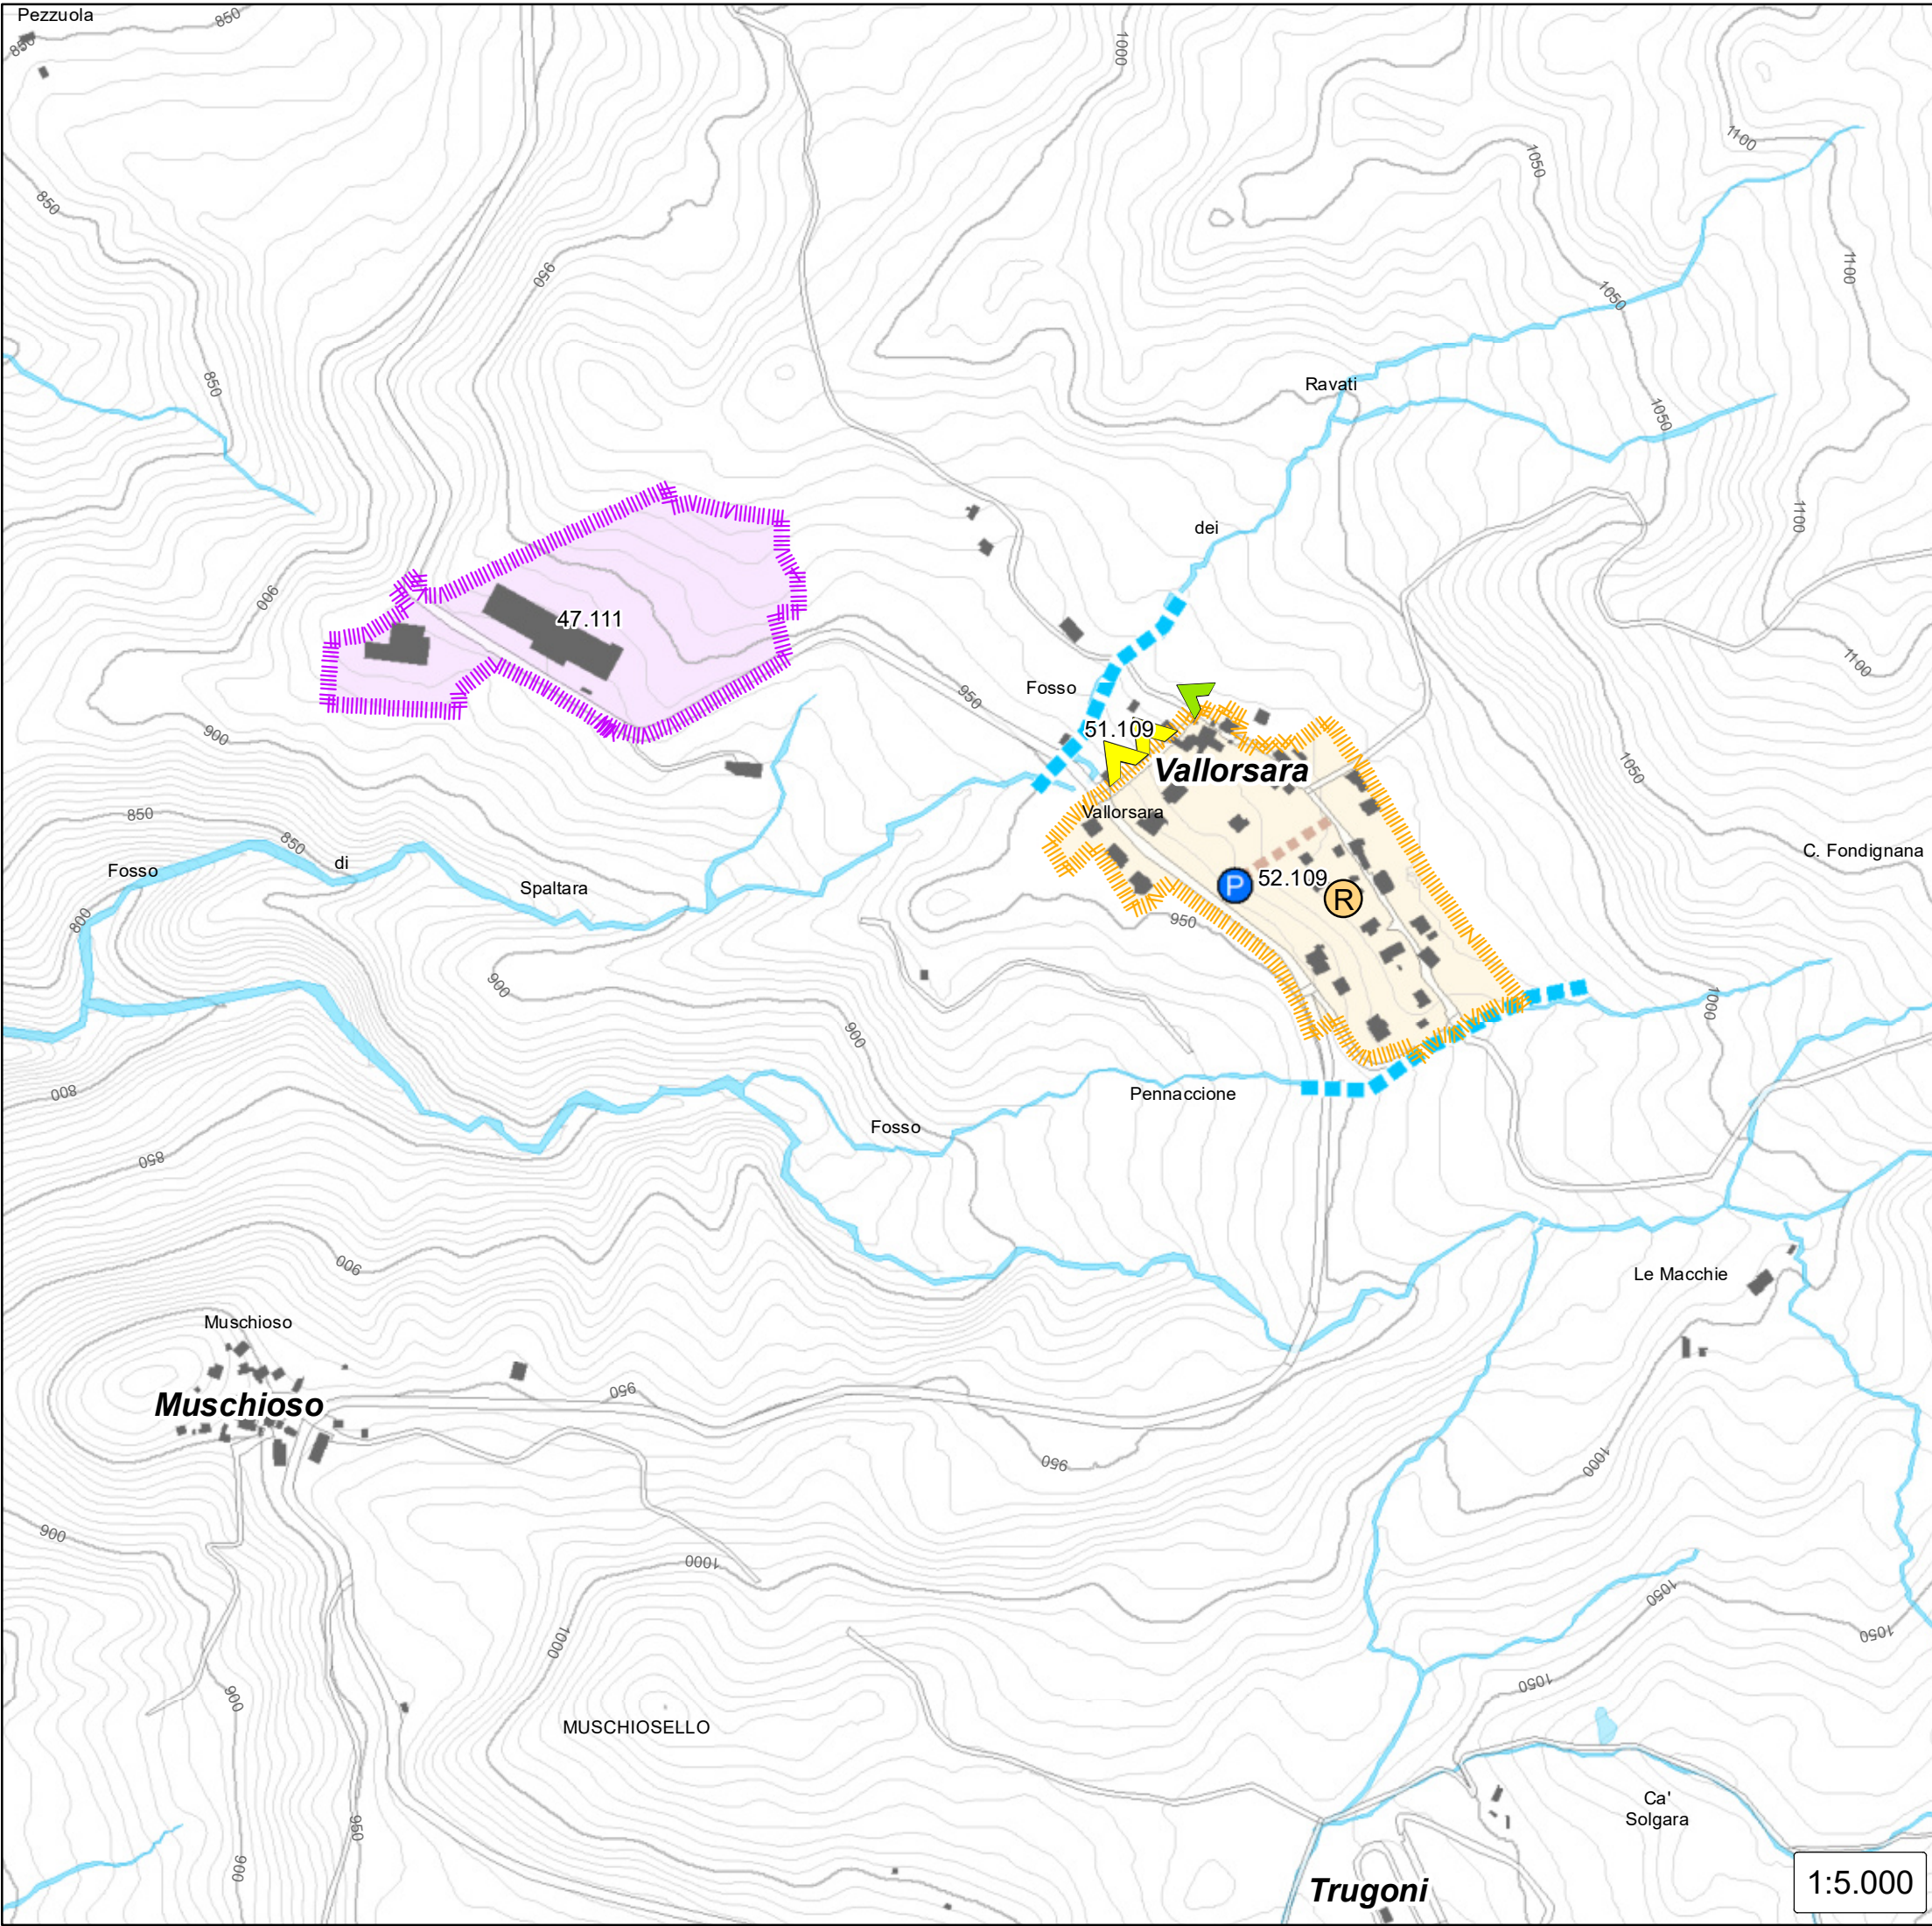 Pezzuola
850
850
1000
1100
1050
850
950
1100
1050
850
Ravati
1050
1100
dei
900
47.111
1100
Fosso
950
900
51.109
Vallorsara
1050
Vallorsara
850
850
C. Fondignana
di
Fosso
52.109
P
R
Spaltara
800
950
900
1000
900
800
Pennaccione
Fosso
850
900
Le Macchie
Muschioso
950
Muschioso
950
1000
900
1000
1050
1050
1000
1050
900
MUSCHIOSELLO
Ca'
Solgara
950
900
1:5.000
Trugoni